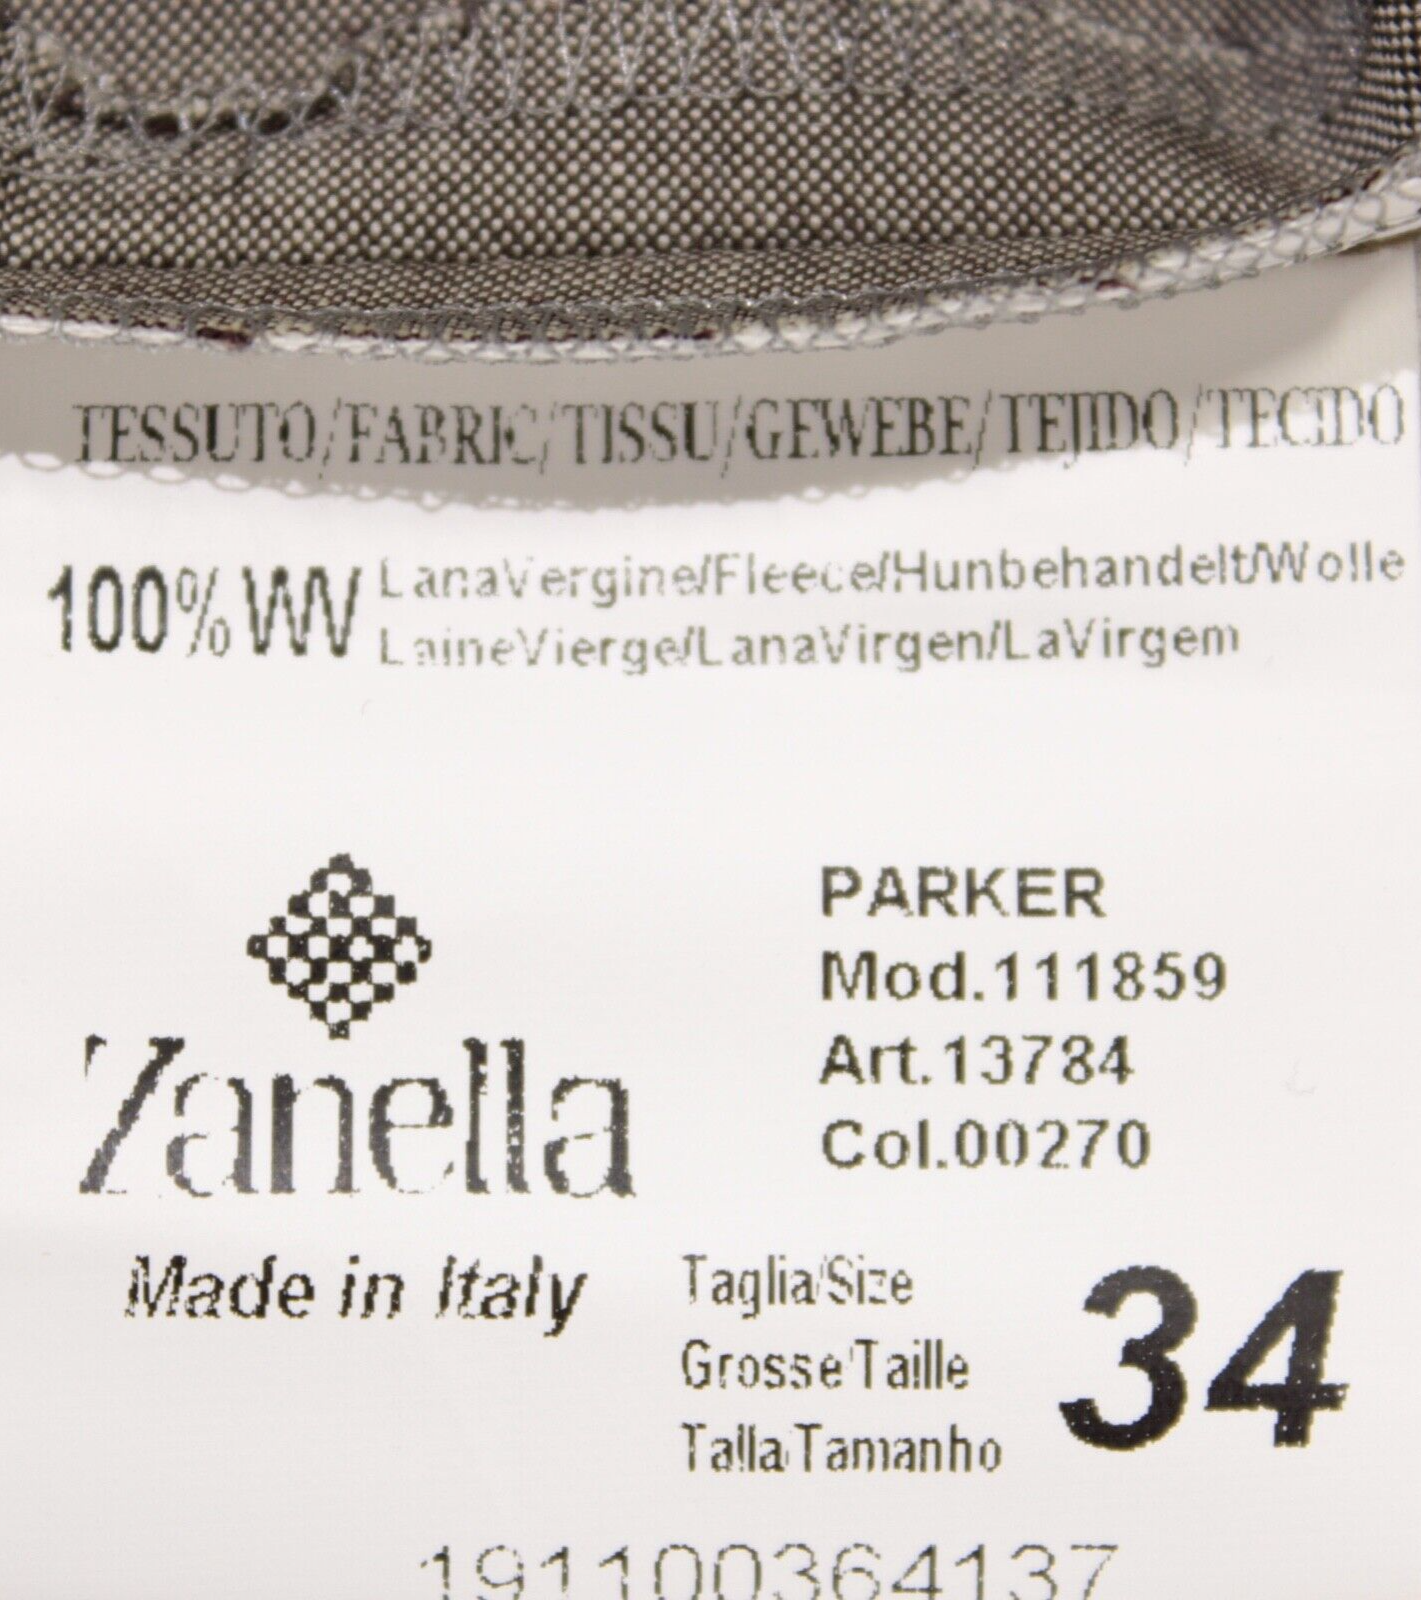 TESSUTO/FABRIC/TISSU/GEWEBE/TEJIDO/TECIDO
100% WV LanaVergine/Fleece/Hunbehandelt/Wolle
LaineVierge/LanaVirgen/LaVirgem
PARKER
Mod.111859
Art.13784
Col.00270
Zanella
Made in Italy
Taglia/Size
Grosse/Taille
Talla/Tamanho
34
191100364137